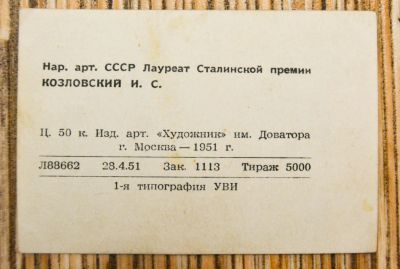 Нар. арт. СССР Лауреат Сталинской премии
КОЗЛОВСКИЙ И. С.
Ц. 50 к. Изд. арт. «Художник» им. Доватора
г. Москва — 1951 г.
Л88662 28.4.51 Зак. 1113 Тираж 5000
1-я типография УВИ